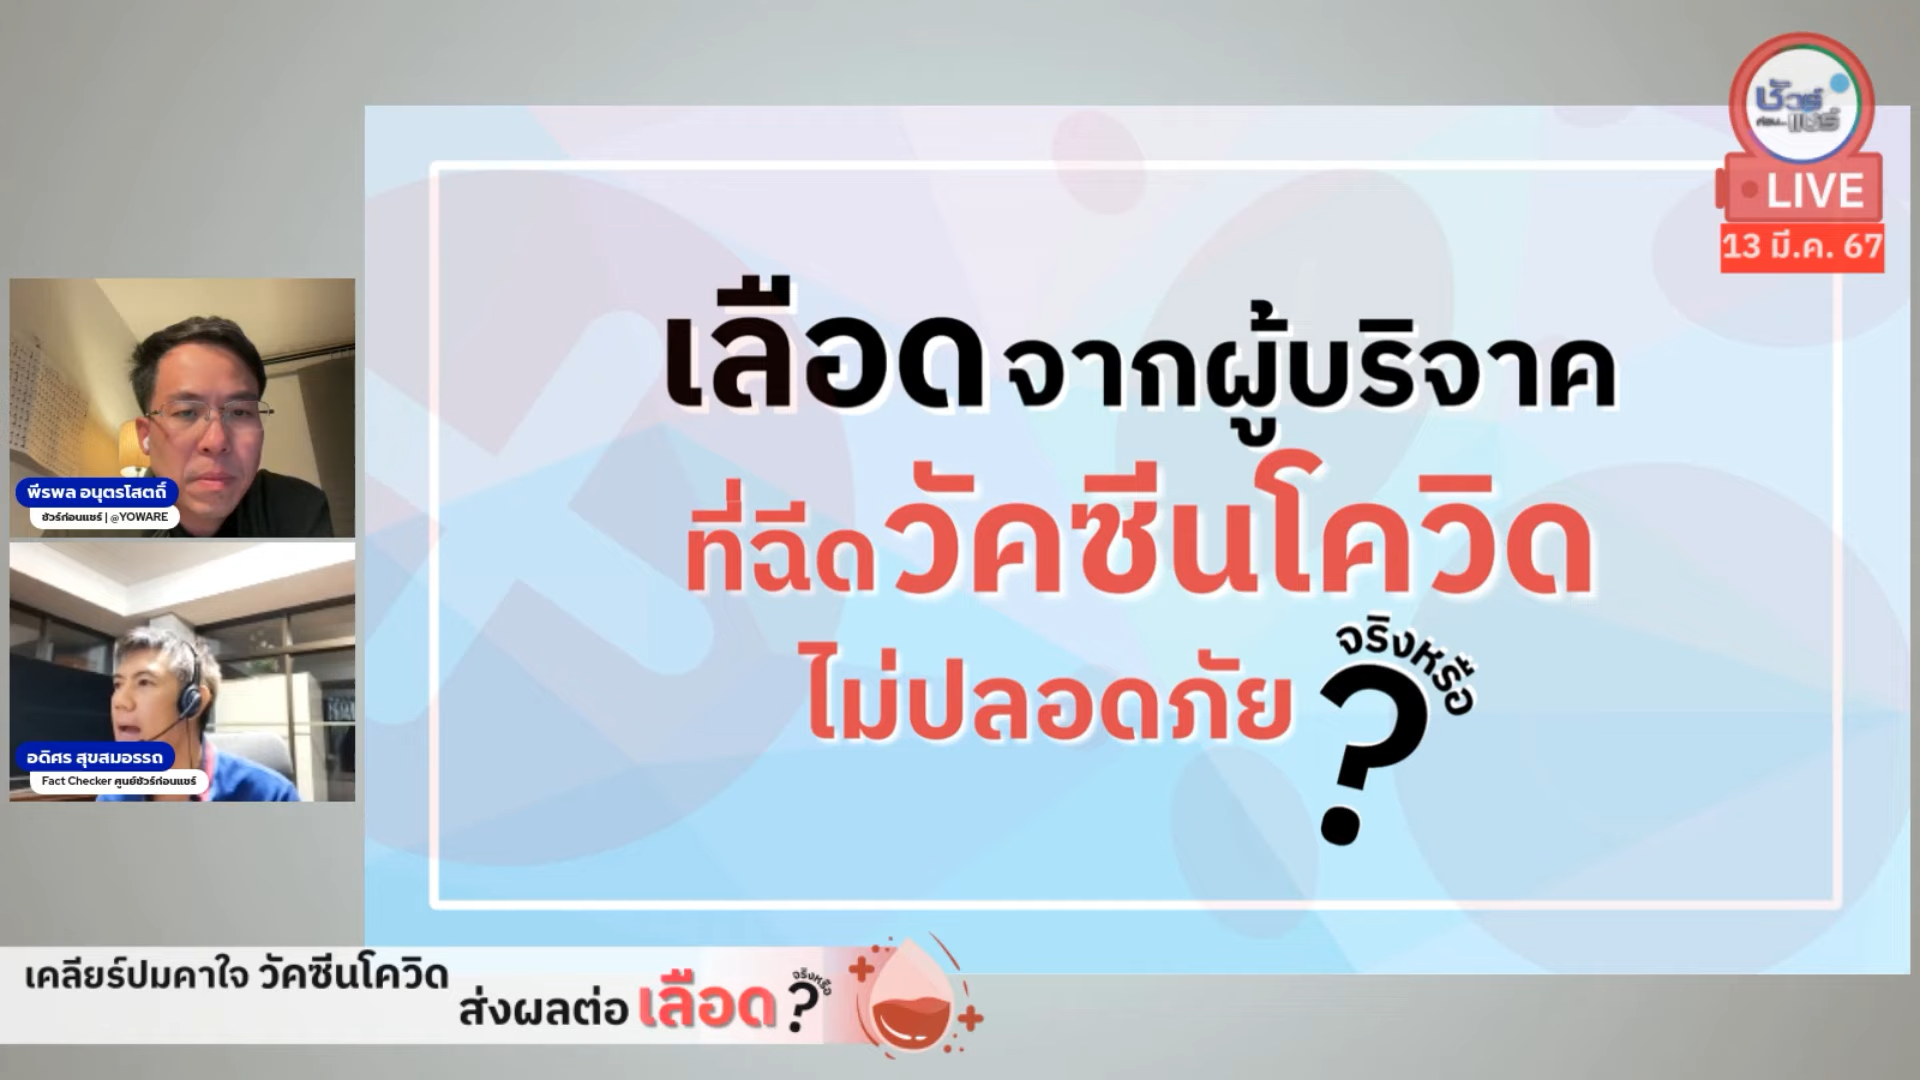 ชัวร์
ก่อน...แชร์
LIVE
13 มี.ค. 67
เลือดจากผู้บริจาค
ที่ฉีดวัคซีนโควิด
ไม่ปลอดภัย
จริงหรือ
?
พีรพล อนุตรโสตถิ์
ชัวร์ก่อนแชร์ | @YOWARE
อดิศร สุขสมอรรถ
Fact Checker ศูนย์ชัวร์ก่อนแชร์
เคลียร์ปมคาใจ วัคซีนโควิด
ส่งผลต่อ เลือด ?
จริงหรือ